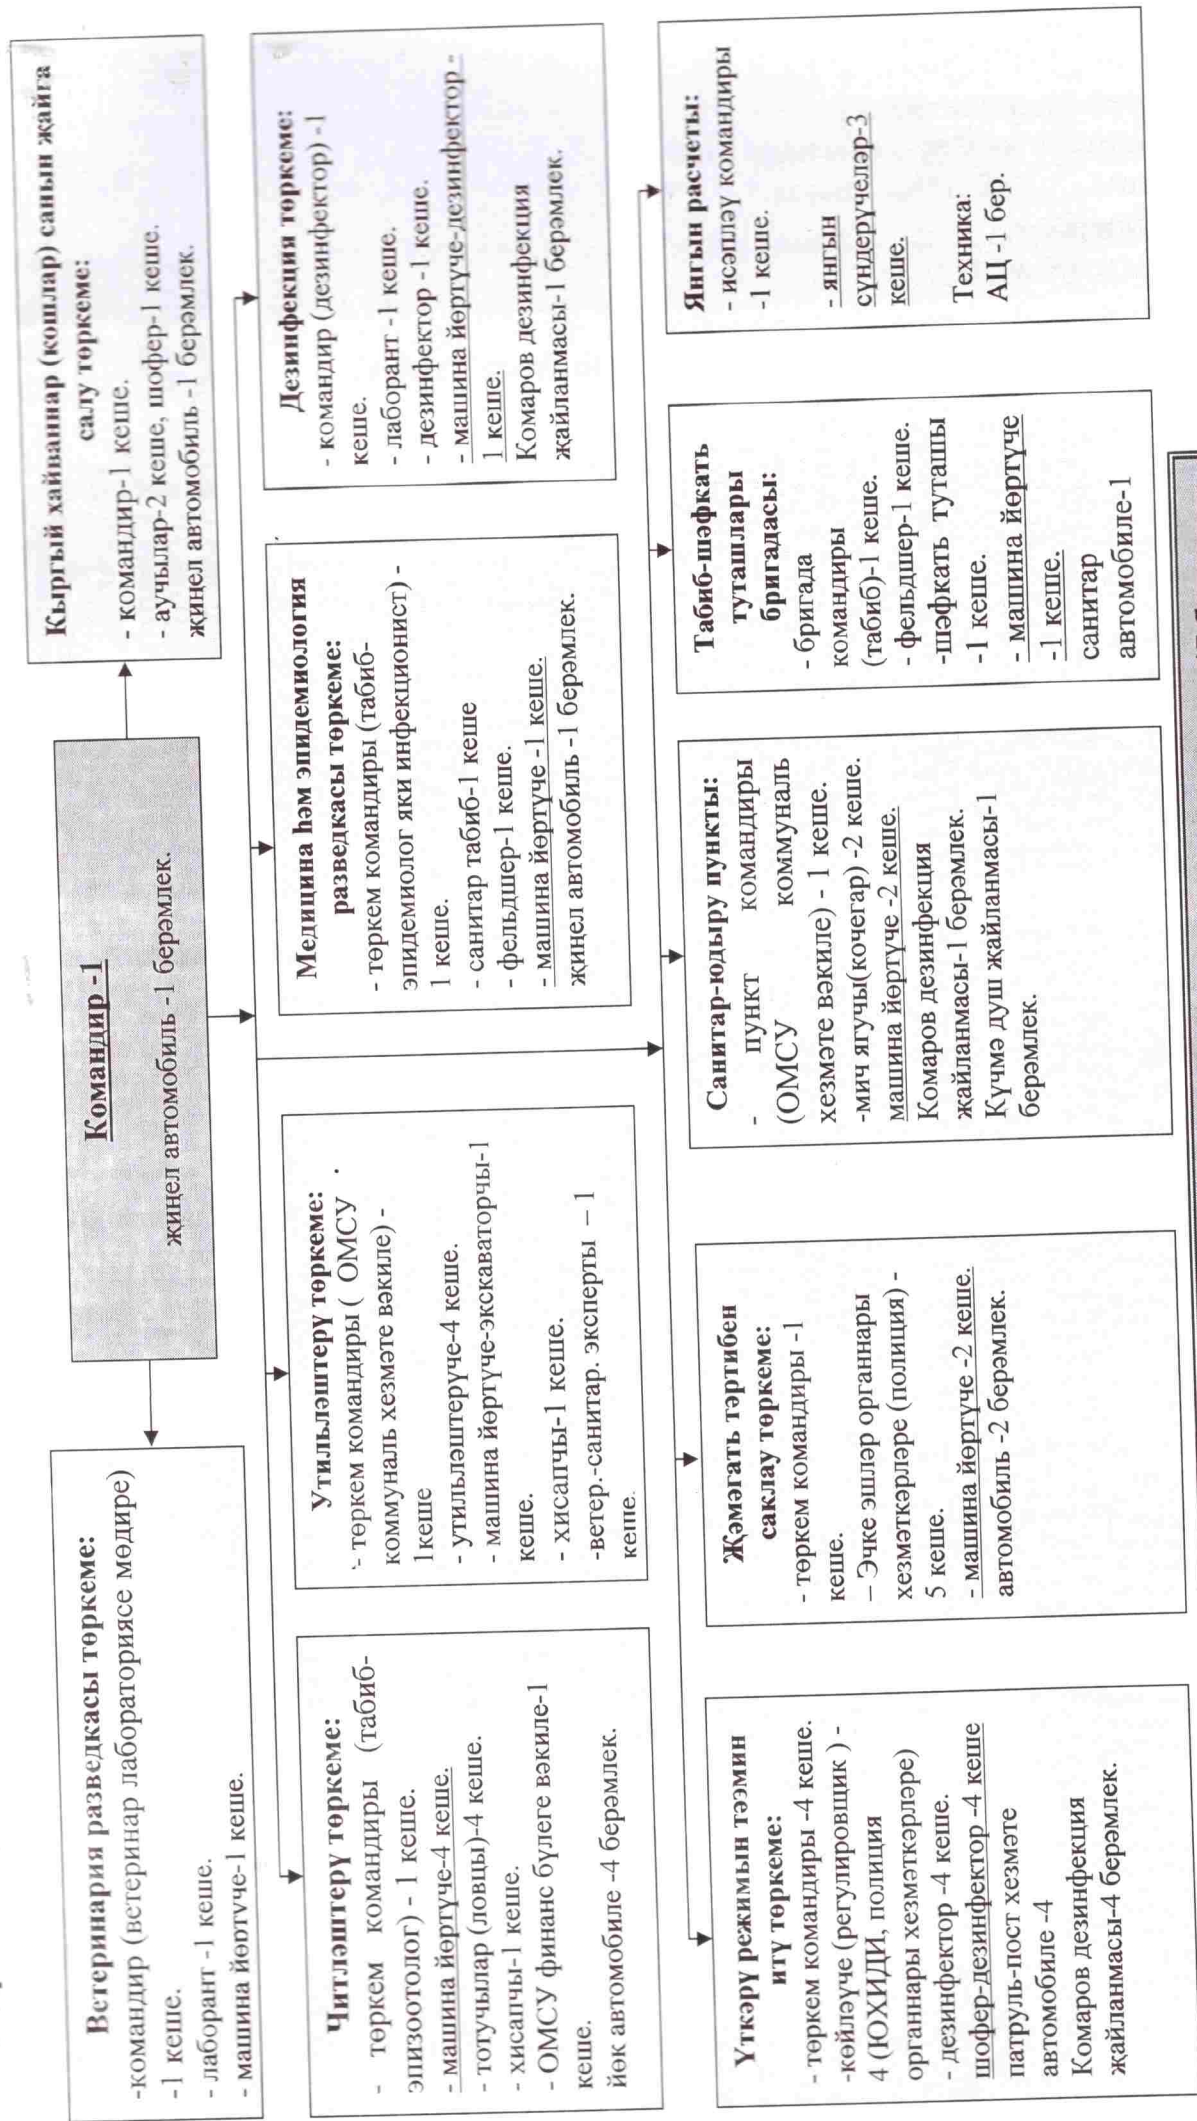 Командир -1
җиңел автомобиль -1 берәмлек.
Ветеринария разведкасы төркеме:
-командир (ветеринар лабораториясе мөдире)
-1 кеше.
- лаборант -1 кеше.
- машина йөртүче-1 кеше.
Кыргый хайваннар (кошлар) санын җайга
салу төркеме:
- командир-1 кеше.
- аучылар-2 кеше, шофер-1 кеше.
җиңел автомобиль -1 берәмлек.
Читләштерү төркеме:
- төркем командиры (табиб-
эпизоотолог) - 1 кеше.
- машина йөртүче-4 кеше.
- тотучылар (ловцы)-4 кеше.
- хисапчы-1 кеше.
- ОМСУ финанс бүлеге вәкиле-1
кеше.
йөк автомобиле -4 берәмлек.
Утильләштерү төркеме:
- төркем командиры ( ОМСУ
коммуналь хезмәте вәкиле) -
1кеше
- утильләштерүче-4 кеше.
- машина йөртүче-экскаваторчы-1
кеше.
- хисапчы-1 кеше.
-ветер.-санитар. эксперты – 1
кеше.
Медицина һәм эпидемиология
разведкасы төркеме:
- төркем командиры (табиб-
эпидемиолог яки инфекционист) -
1 кеше.
- санитар табиб-1 кеше
- фельдшер-1 кеше.
- машина йөртүче -1 кеше.
җиңел автомобиль -1 берәмлек.
Дезинфекция төркеме:
- командир (дезинфектор) -1
кеше.
- лаборант -1 кеше.
- дезинфектор -1 кеше.
- машина йөртүче-дезинфектор -
1 кеше.
Комаров дезинфекция
җайланмасы-1 берәмлек.
Үткәрү режимын тәэмин
итү төркеме:
- төркем командиры -4 кеше.
-көйләүче (регулировщик ) -
4 (ЮХИДИ, полиция
органнары хезмәткәрләре)
- дезинфектор -4 кеше.
шофер-дезинфектор -4 кеше
патруль-пост хезмәте
автомобиле -4
Комаров дезинфекция
җайланмасы-4 берәмлек.
Җәмәгать тәртибен
саклау төркеме:
- төркем командиры -1
кеше.
– Эчке эшләр органнары
хезмәткәрләре (полиция) -
5 кеше.
- машина йөртүче -2 кеше.
автомобиль -2 берәмлек.
Санитар-юдыру пункты:
- пункт командиры
(ОМСУ коммуналь
хезмәте вәкиле) - 1 кеше.
-мич ягучы(кочегар) -2 кеше.
машина йөртүче -2 кеше.
Комаров дезинфекция
җайланмасы-1 берәмлек.
Күчмә душ җайланмасы-1
берәмлек.
Табиб-шәфкать
туташлары
бригадасы:
- бригада
командиры
(табиб)-1 кеше.
- фельдшер-1 кеше.
-шәфкать туташы
-1 кеше.
- машина йөртүче
-1 кеше.
санитар
автомобиле-1
Янгын расчеты:
- исәпләү командиры
-1 кеше.
- янгын
сүндерүчеләр-3
кеше.
Техника:
АЦ -1 бер.